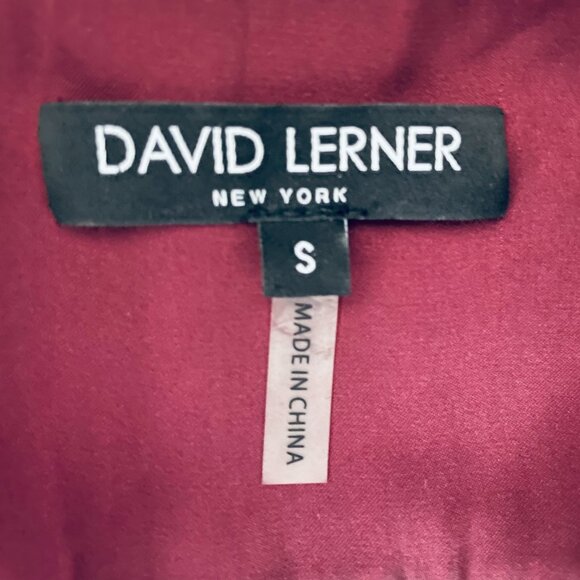 DAVID LERNER
NEW YORK
S
MADE IN CHINA